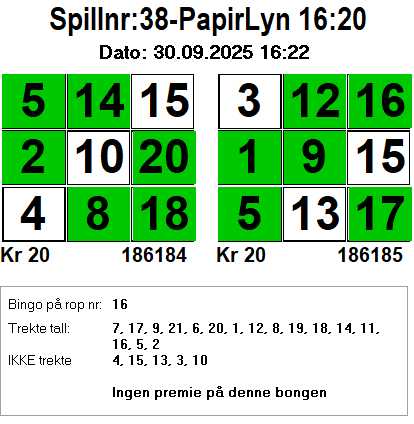 Spillnr:38-PapirLyn 16:20
Dato: 30.09.2025 16:22
5 14 15 3 12 16
2 10 20 1 9 15
4 8 18 5 13 17
Kr 20 186184 Kr 20 186185
Bingo på rop nr: 16
Trekte tall: 7, 17, 9, 21, 6, 20, 1, 12, 8, 19, 18, 14, 11,
16, 5, 2
IKKE trekte 4, 15, 13, 3, 10
Ingen premie på denne bongen